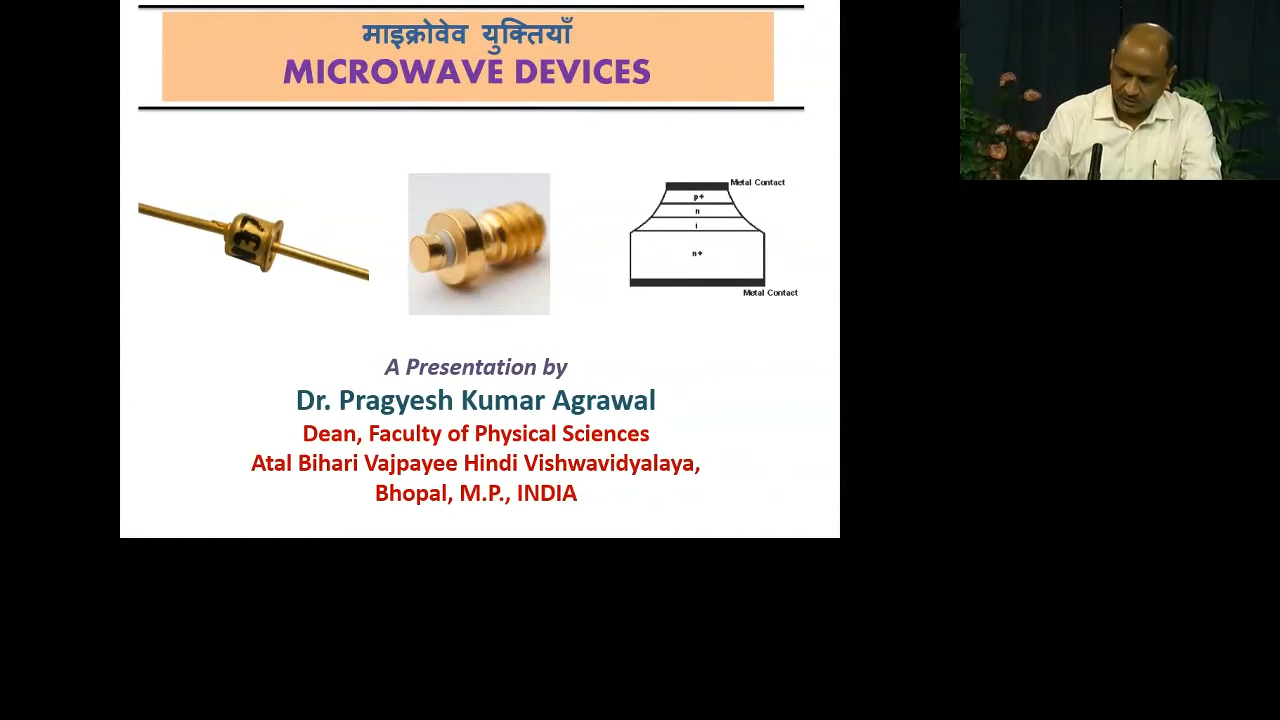 माइक्रोवेव युक्तियाँ
MICROWAVE DEVICES
N37
Metal Contact
p+
n
i
n+
Metal Contact
A Presentation by
Dr. Pragyesh Kumar Agrawal
Dean, Faculty of Physical Sciences
Atal Bihari Vajpayee Hindi Vishwavidyalaya,
Bhopal, M.P., INDIA